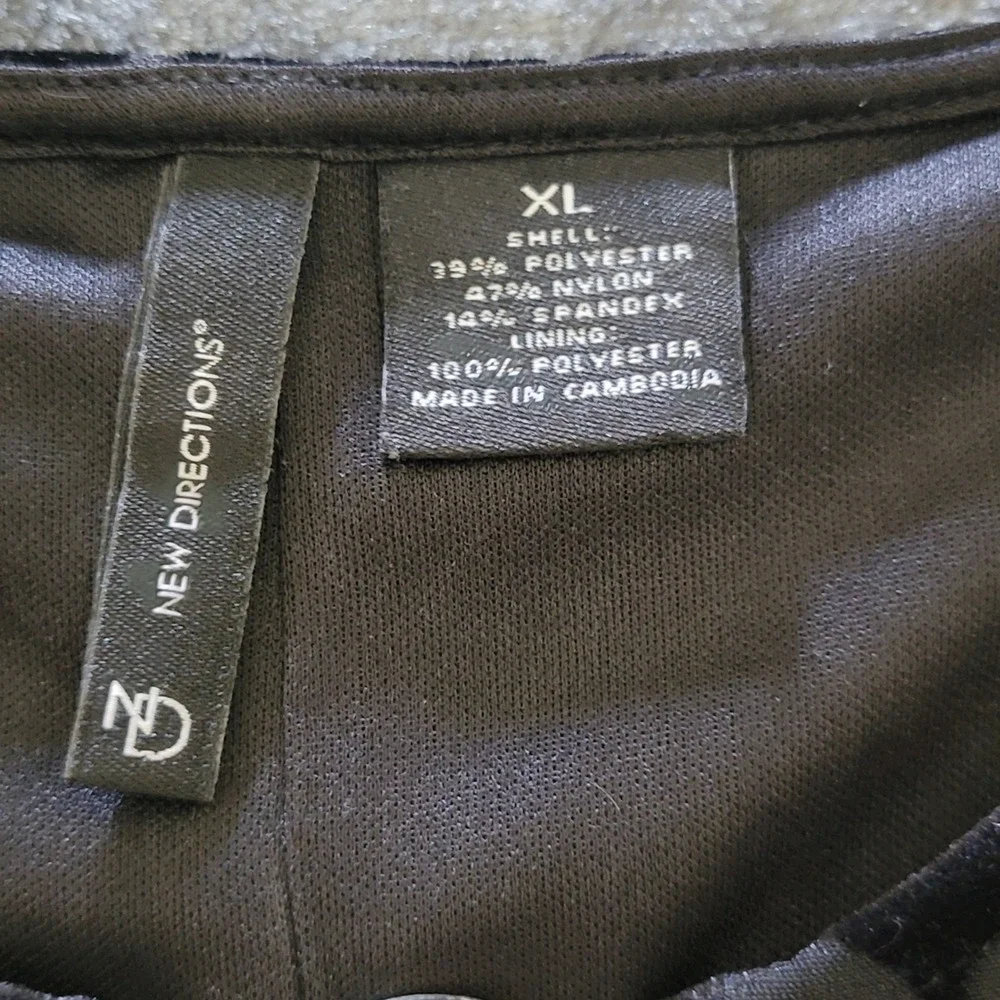 NEW DIRECTIONS®
ND
XL
SHELL:
39% POLYESTER
47% NYLON
14% SPANDEX
LINING:
100% POLYESTER
MADE IN CAMBODIA